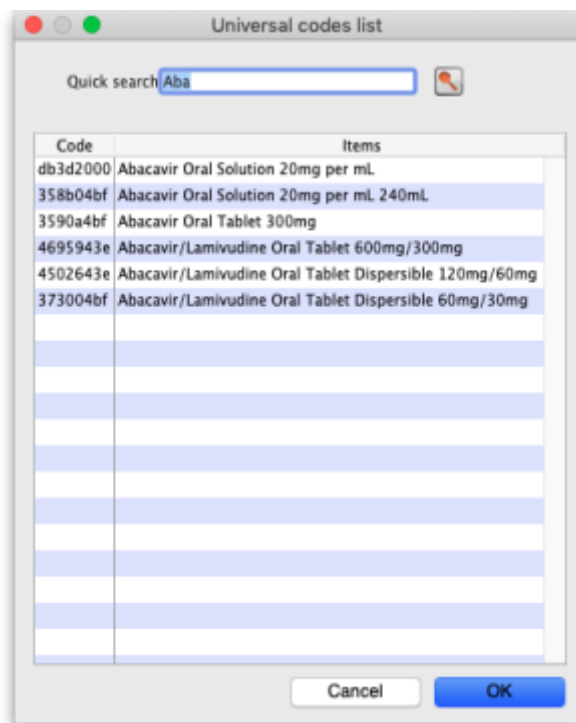 Universal codes list
Quick search Aba
Code Items
db3d2000 Abacavir Oral Solution 20mg per mL
358b04bf Abacavir Oral Solution 20mg per mL 240mL
3590a4bf Abacavir Oral Tablet 300mg
4695943e Abacavir/Lamivudine Oral Tablet 600mg/300mg
4502643e Abacavir/Lamivudine Oral Tablet Dispersible 120mg/60mg
373004bf Abacavir/Lamivudine Oral Tablet Dispersible 60mg/30mg
Cancel OK